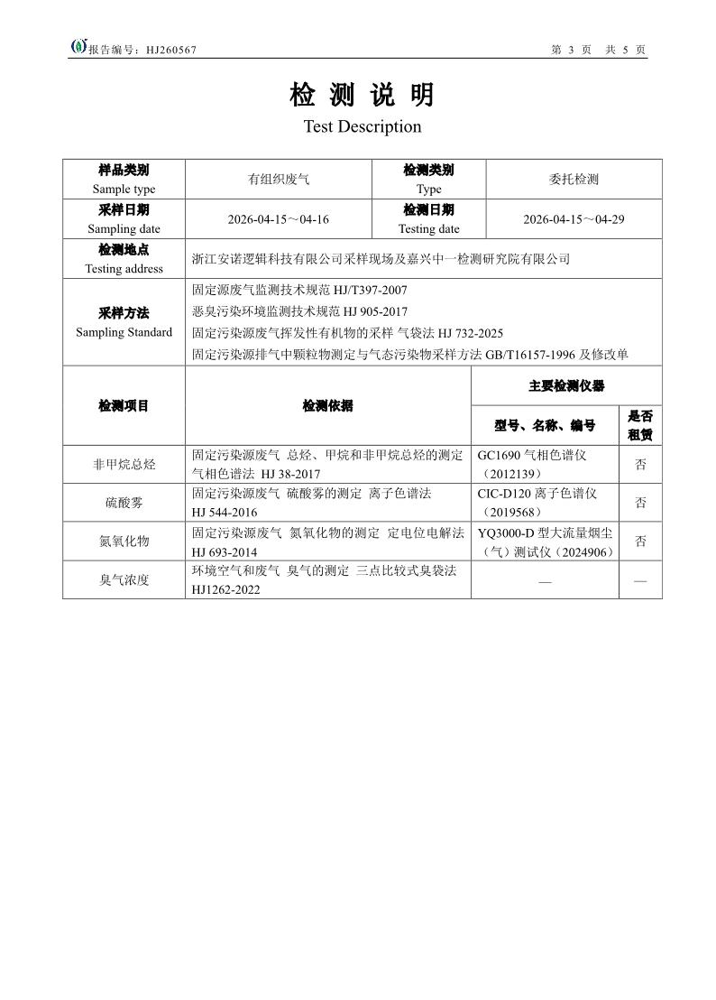 报告编号：HJ260567
第 3 页 共 5 页
检 测 说 明
Test Description
样品类别
Sample type
有组织废气
检测类别
Type
委托检测
采样日期
Sampling date
2026-04-15～04-16
检测日期
Testing date
2026-04-15～04-29
检测地点
Testing address
浙江安诺逻辑科技有限公司采样现场及嘉兴中一检测研究院有限公司
采样方法
Sampling Standard
固定源废气监测技术规范 HJ/T397-2007
恶臭污染环境监测技术规范 HJ 905-2017
固定污染源废气挥发性有机物的采样 气袋法 HJ 732-2025
固定污染源排气中颗粒物测定与气态污染物采样方法 GB/T16157-1996 及修改单
检测项目
检测依据
主要检测仪器
型号、名称、编号
是否
租赁
非甲烷总烃
固定污染源废气 总烃、甲烷和非甲烷总烃的测定
气相色谱法 HJ 38-2017
GC1690 气相色谱仪
（2012139）
否
硫酸雾
固定污染源废气 硫酸雾的测定 离子色谱法
HJ 544-2016
CIC-D120 离子色谱仪
（2019568）
否
氮氧化物
固定污染源废气 氮氧化物的测定 定电位电解法
HJ 693-2014
YQ3000-D 型大流量烟尘
（气）测试仪（2024906）
否
臭气浓度
环境空气和废气 臭气的测定 三点比较式臭袋法
HJ1262-2022
—
—